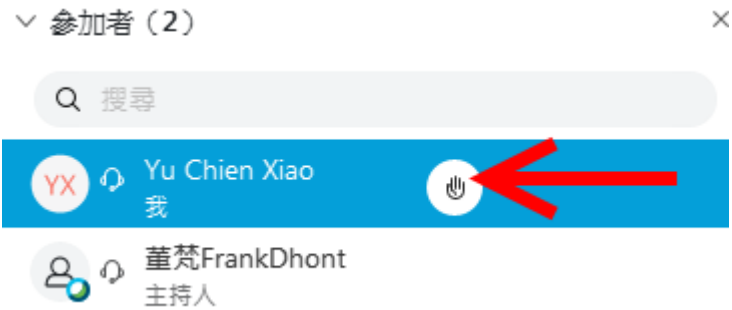 參加者（2）
搜尋
YX
Yu Chien Xiao
我
董梵FrankDhont
主持人